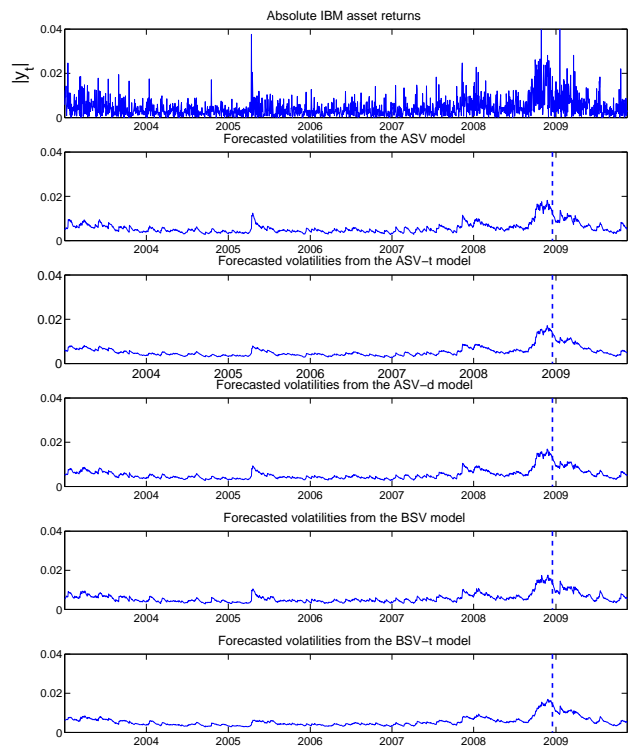 Absolute IBM asset returns
0.04
0.02
0
|y_t|
2004 2005 2006 2007 2008 2009
Forecasted volatilities from the ASV model
0.04
0.02
0
2004 2005 2006 2007 2008 2009
Forecasted volatilities from the ASV−t model
0.04
0.02
0
2004 2005 2006 2007 2008 2009
Forecasted volatilities from the ASV−d model
0.04
0.02
0
2004 2005 2006 2007 2008 2009
Forecasted volatilities from the BSV model
0.04
0.02
0
2004 2005 2006 2007 2008 2009
Forecasted volatilities from the BSV−t model
0.04
0.02
0
2004 2005 2006 2007 2008 2009